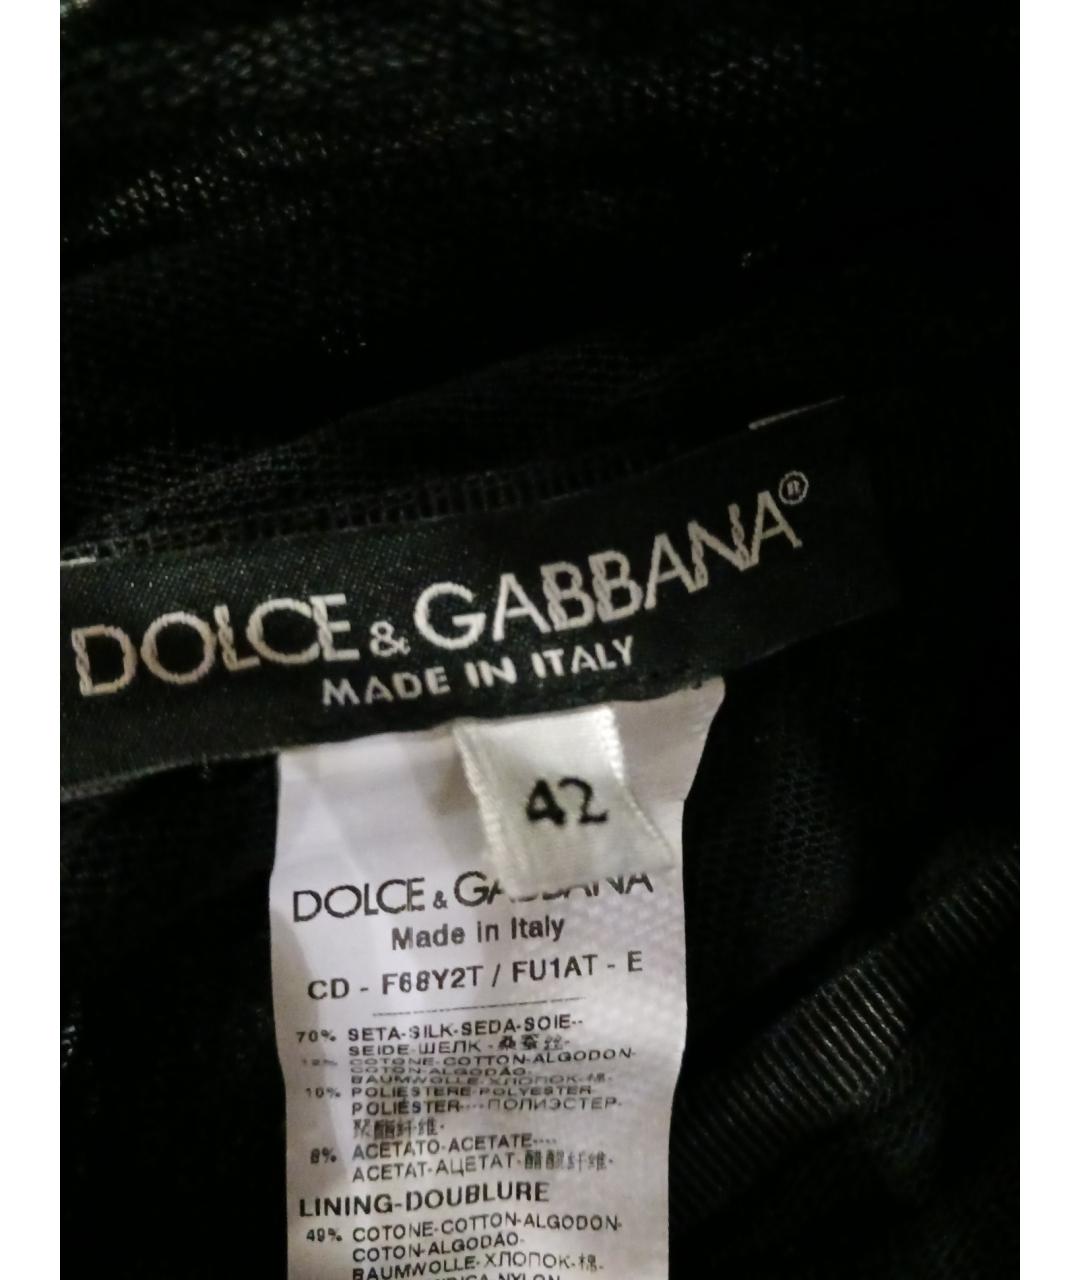 DOLCE & GABBANA®
MADE IN ITALY
42
DOLCE & GABBANA
Made in Italy
CD - F68Y2T / FU1AT - E
70% SETA-SILK-SEDA-SOIE--
SEIDE-ШЕЛК-桑蚕丝-
12% COTONE-COTTON-ALGODON-
COTON-ALGODÃO-
BAUMWOLLE-ХЛОПОК-棉-
10% POLIESTERE-POLYESTER-
POLIÉSTER----ПОЛИЭСТЕР-
聚酯纤维-
8% ACETATO-ACETATE----
ACETAT-АЦЕТАТ-醋酸纤维-
LINING-DOUBLURE
49% COTONE-COTTON-ALGODON-
COTON-ALGODÃO-
BAUMWOLLE-ХЛОПОК-棉-